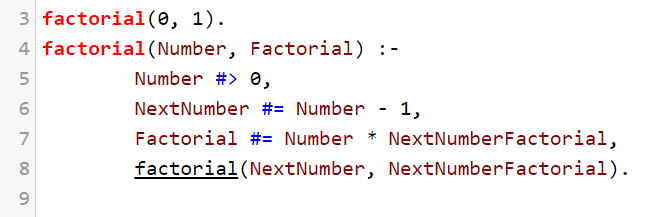 3 factorial(0, 1).
4 factorial(Number, Factorial) :-
5         Number #> 0,
6         NextNumber #= Number - 1,
7         Factorial #= Number * NextNumberFactorial,
8         factorial(NextNumber, NextNumberFactorial).
9